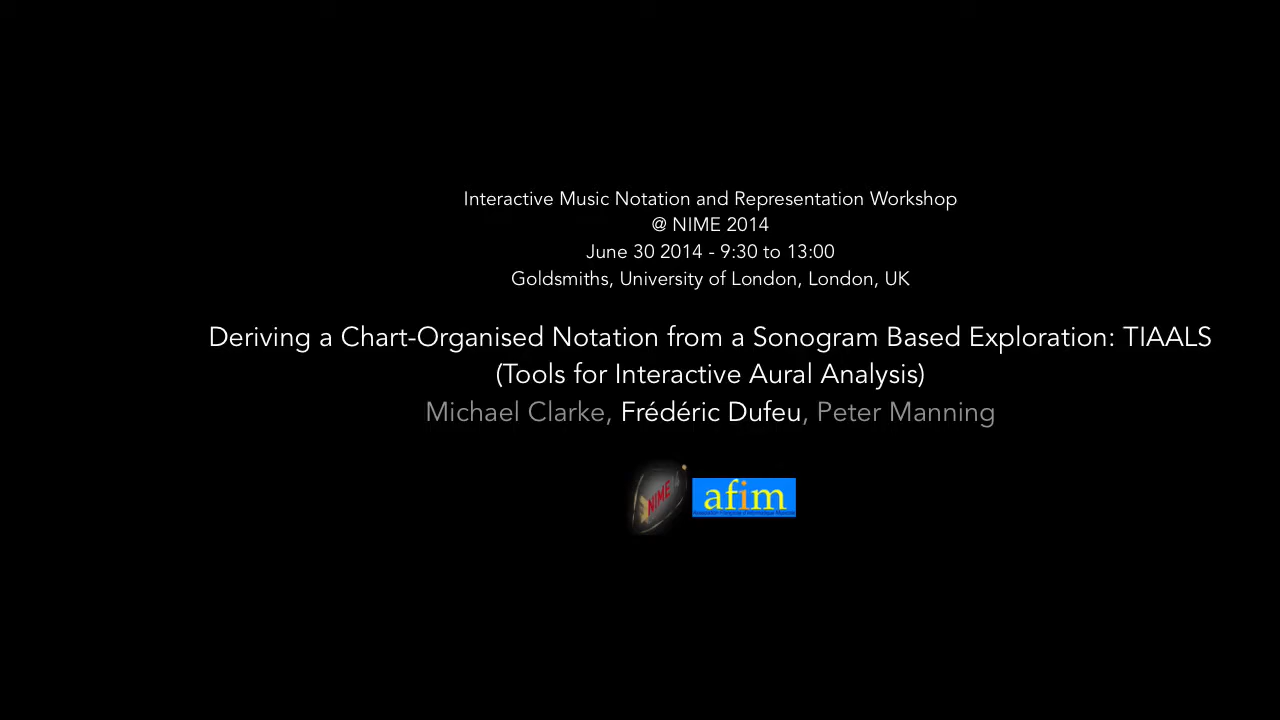 Interactive Music Notation and Representation Workshop
@ NIME 2014
June 30 2014 - 9:30 to 13:00
Goldsmiths, University of London, London, UK
Deriving a Chart-Organised Notation from a Sonogram Based Exploration: TIAALS
(Tools for Interactive Aural Analysis)
Michael Clarke, Frédéric Dufeu, Peter Manning
NIME
afim